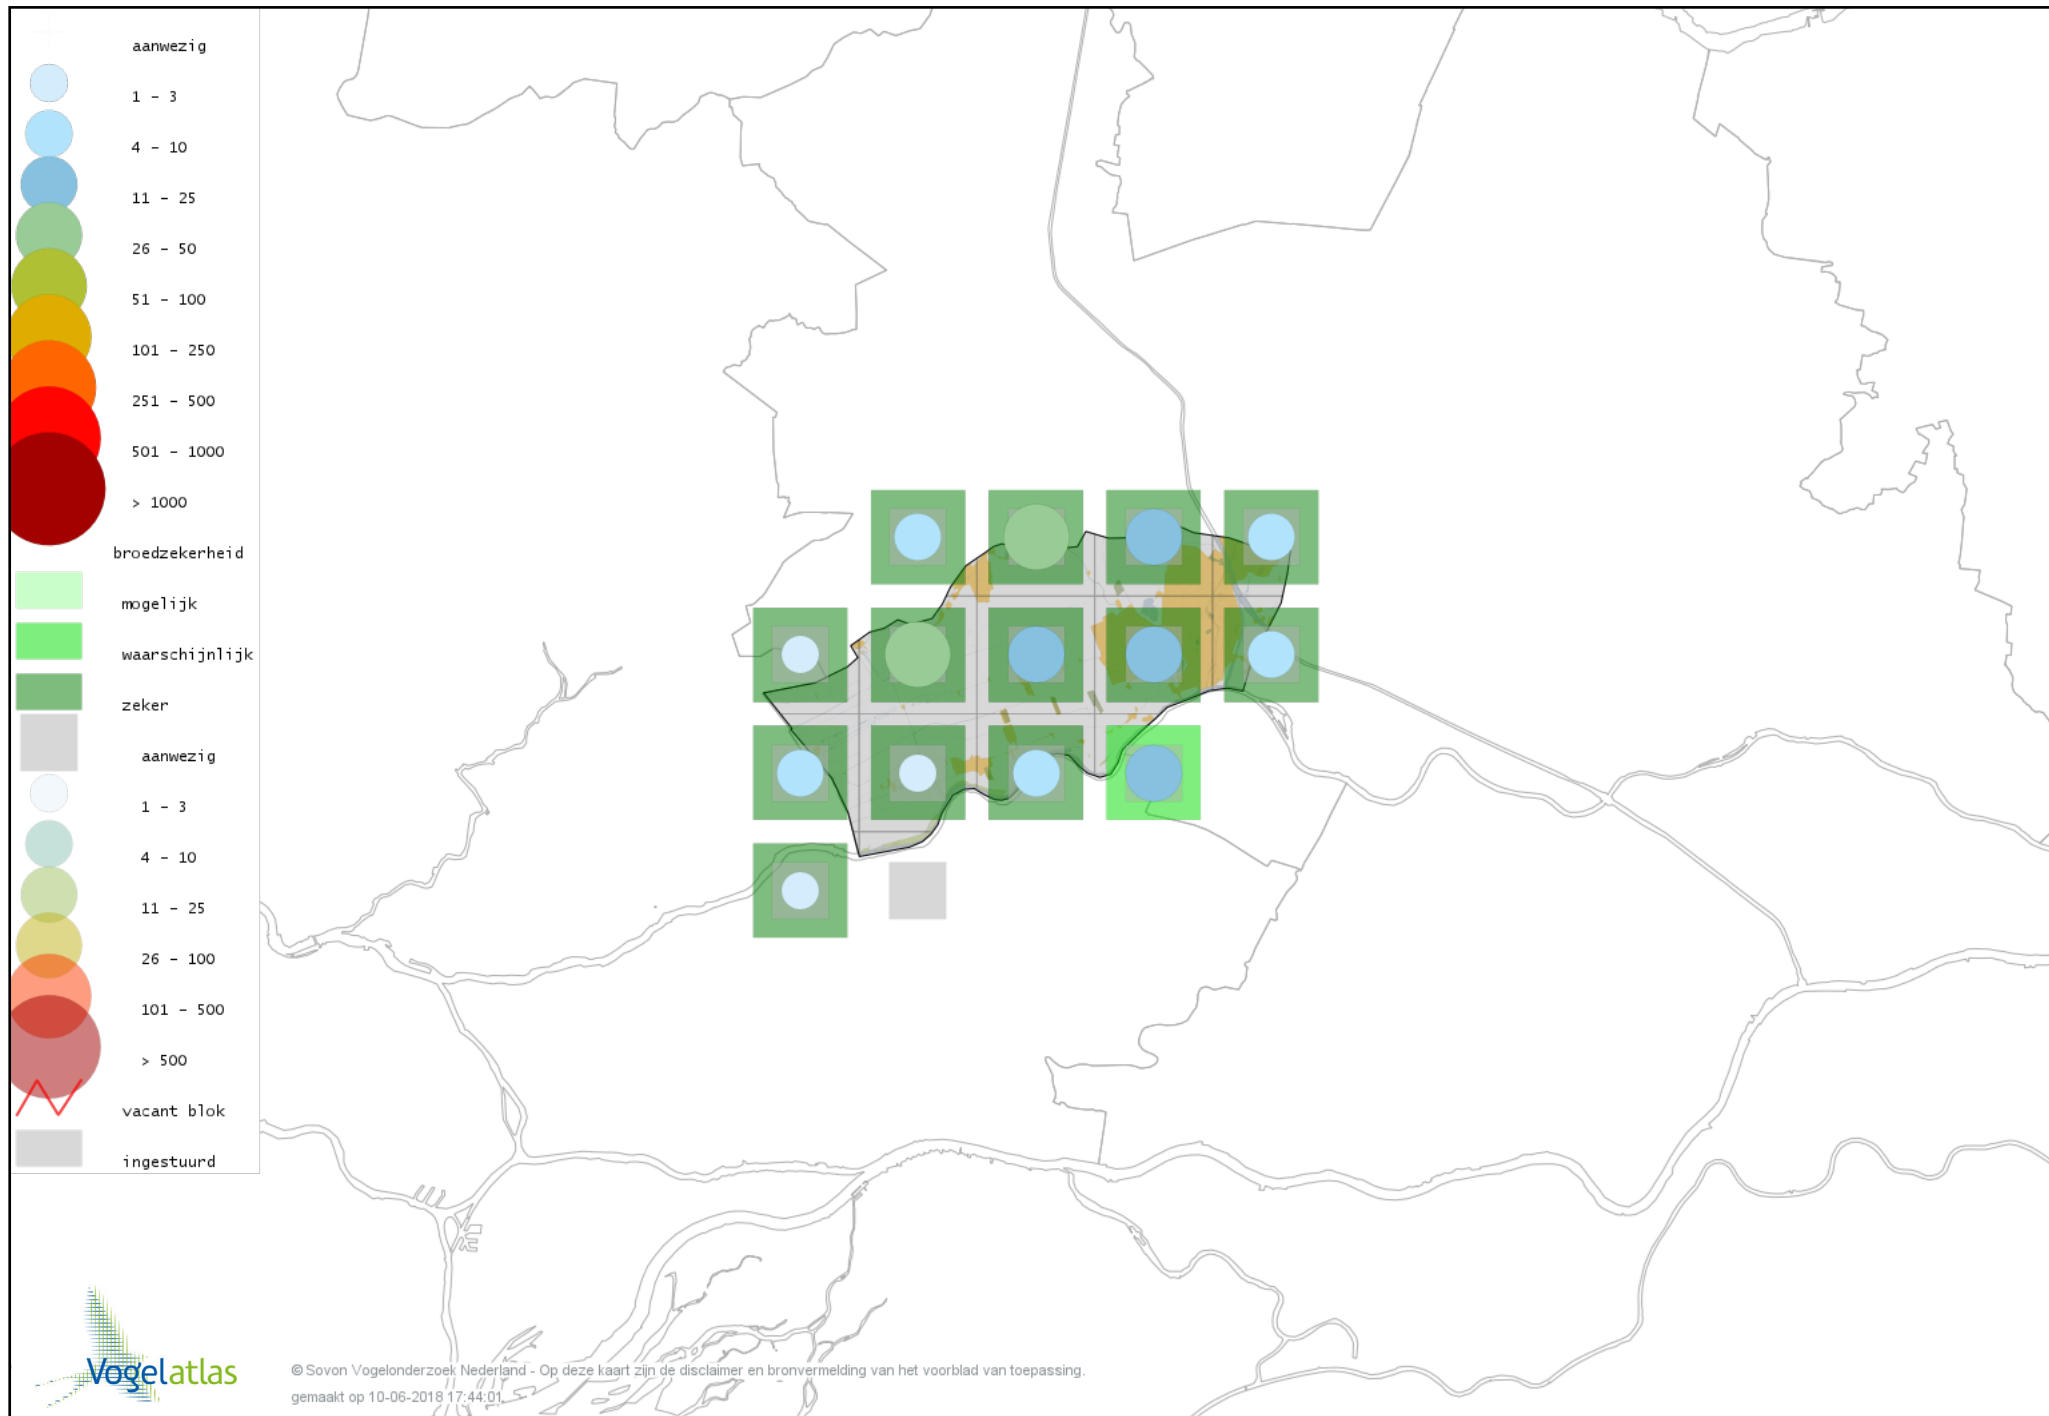 aanwezig
1 – 3
4 – 10
11 – 25
26 – 50
51 – 100
101 – 250
251 – 500
501 – 1000
> 1000
broedzekerheid
mogelijk
waarschijnlijk
zeker
aanwezig
1 – 3
4 – 10
11 – 25
26 – 100
101 – 500
> 500
vacant blok
ingestuurd
Vogelatlas
© Sovon Vogelonderzoek Nederland - Op deze kaart zijn de disclaimer en bronvermelding van het voorblad van toepassing.
gemaakt op 10-06-2018 17:44:01